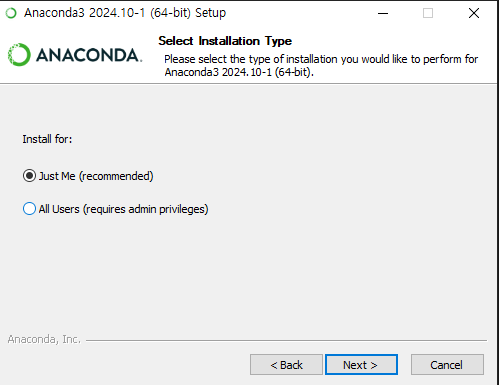 Anaconda3 2024.10-1 (64-bit) Setup
ANACONDA.
Select Installation Type
Please select the type of installation you would like to perform for
Anaconda3 2024.10-1 (64-bit).
Install for:
Just Me (recommended)
All Users (requires admin privileges)
Anaconda, Inc.
< Back
Next >
Cancel